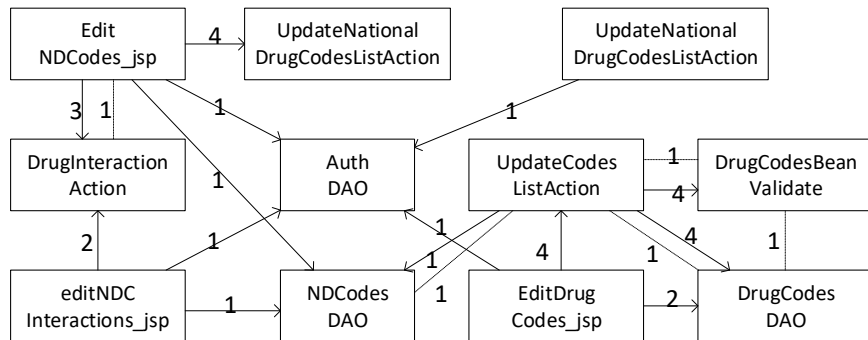 Edit
NDCodes_jsp
4
UpdateNational
DrugCodesListAction
UpdateNational
DrugCodesListAction
3
1
1
1
DrugInteraction
Action
1
Auth
DAO
UpdateCodes
ListAction
1
4
DrugCodesBean
Validate
2
1
1
1
4
1
4
1
1
editNDC
Interactions_jsp
1
NDCodes
DAO
1
EditDrug
Codes_jsp
2
DrugCodes
DAO